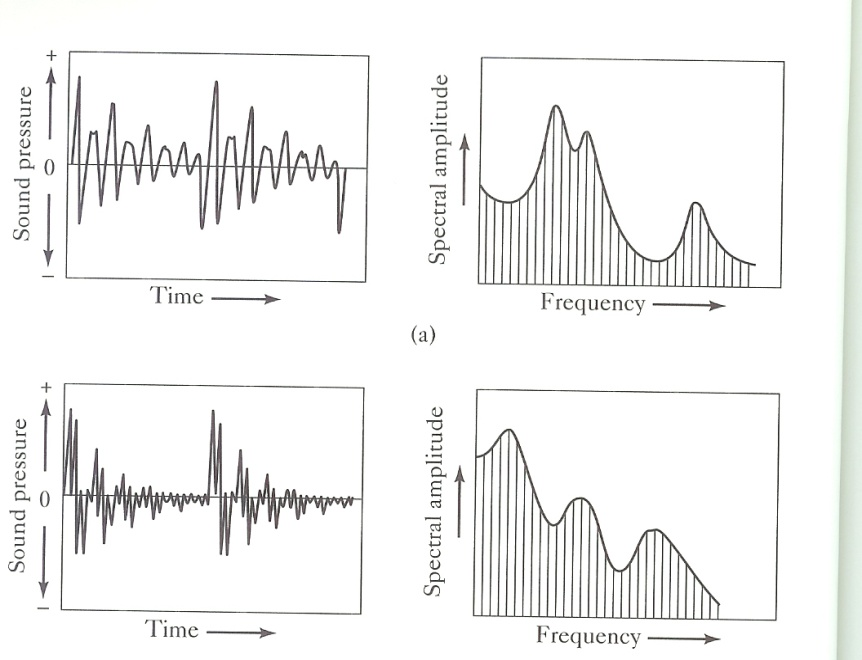 +
Sound pressure
0
−
Time
Spectral amplitude
Frequency
(a)
+
Sound pressure
0
−
Time
Spectral amplitude
Frequency